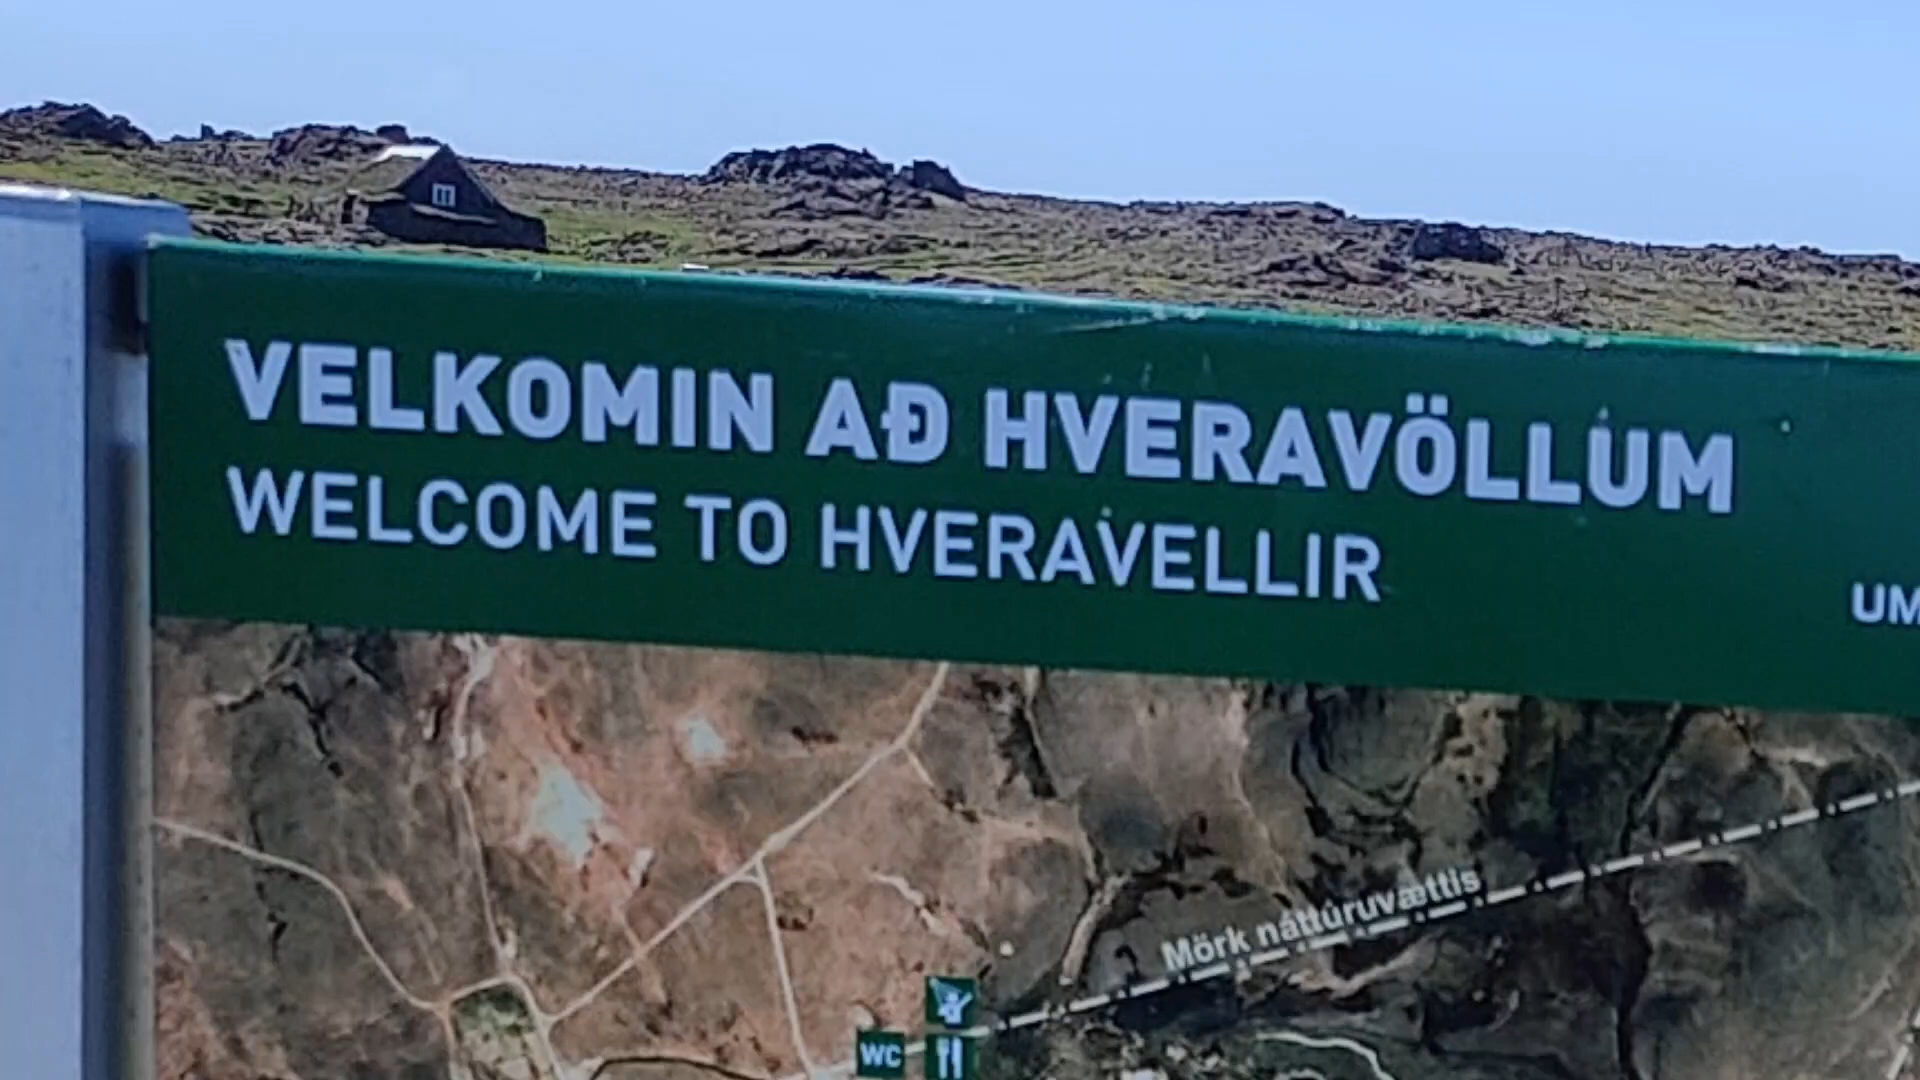 VELKOMIN AÐ HVERAVÖLLUM
WELCOME TO HVERAVELLIR
UM
Mörk náttúruvættis
WC